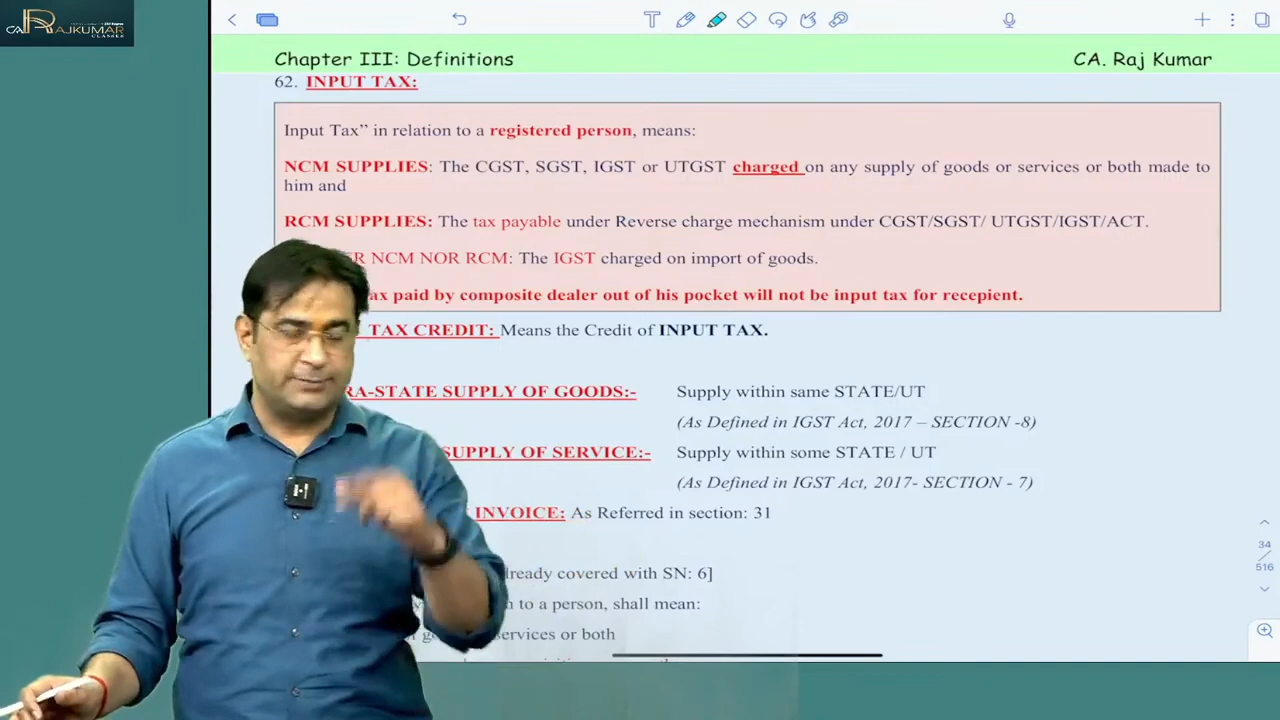 CA RAJKUMAR
CLASSES
Chapter III: Definitions
CA. Raj Kumar
62. INPUT TAX:
Input Tax” in relation to a registered person, means:
NCM SUPPLIES: The CGST, SGST, IGST or UTGST charged on any supply of goods or services or both made to
him and
RCM SUPPLIES: The tax payable under Reverse charge mechanism under CGST/SGST/ UTGST/IGST/ACT.
NCM NOR RCM: The IGST charged on import of goods.
paid by composite dealer out of his pocket will not be input tax for recepient.
TAX CREDIT: Means the Credit of INPUT TAX.
RA-STATE SUPPLY OF GOODS:- Supply within same STATE/UT
(As Defined in IGST Act, 2017 – SECTION -8)
SUPPLY OF SERVICE:- Supply within some STATE / UT
(As Defined in IGST Act, 2017- SECTION - 7)
INVOICE: As Referred in section: 31
34
516
lready covered with SN: 6]
to a person, shall mean:
services or both